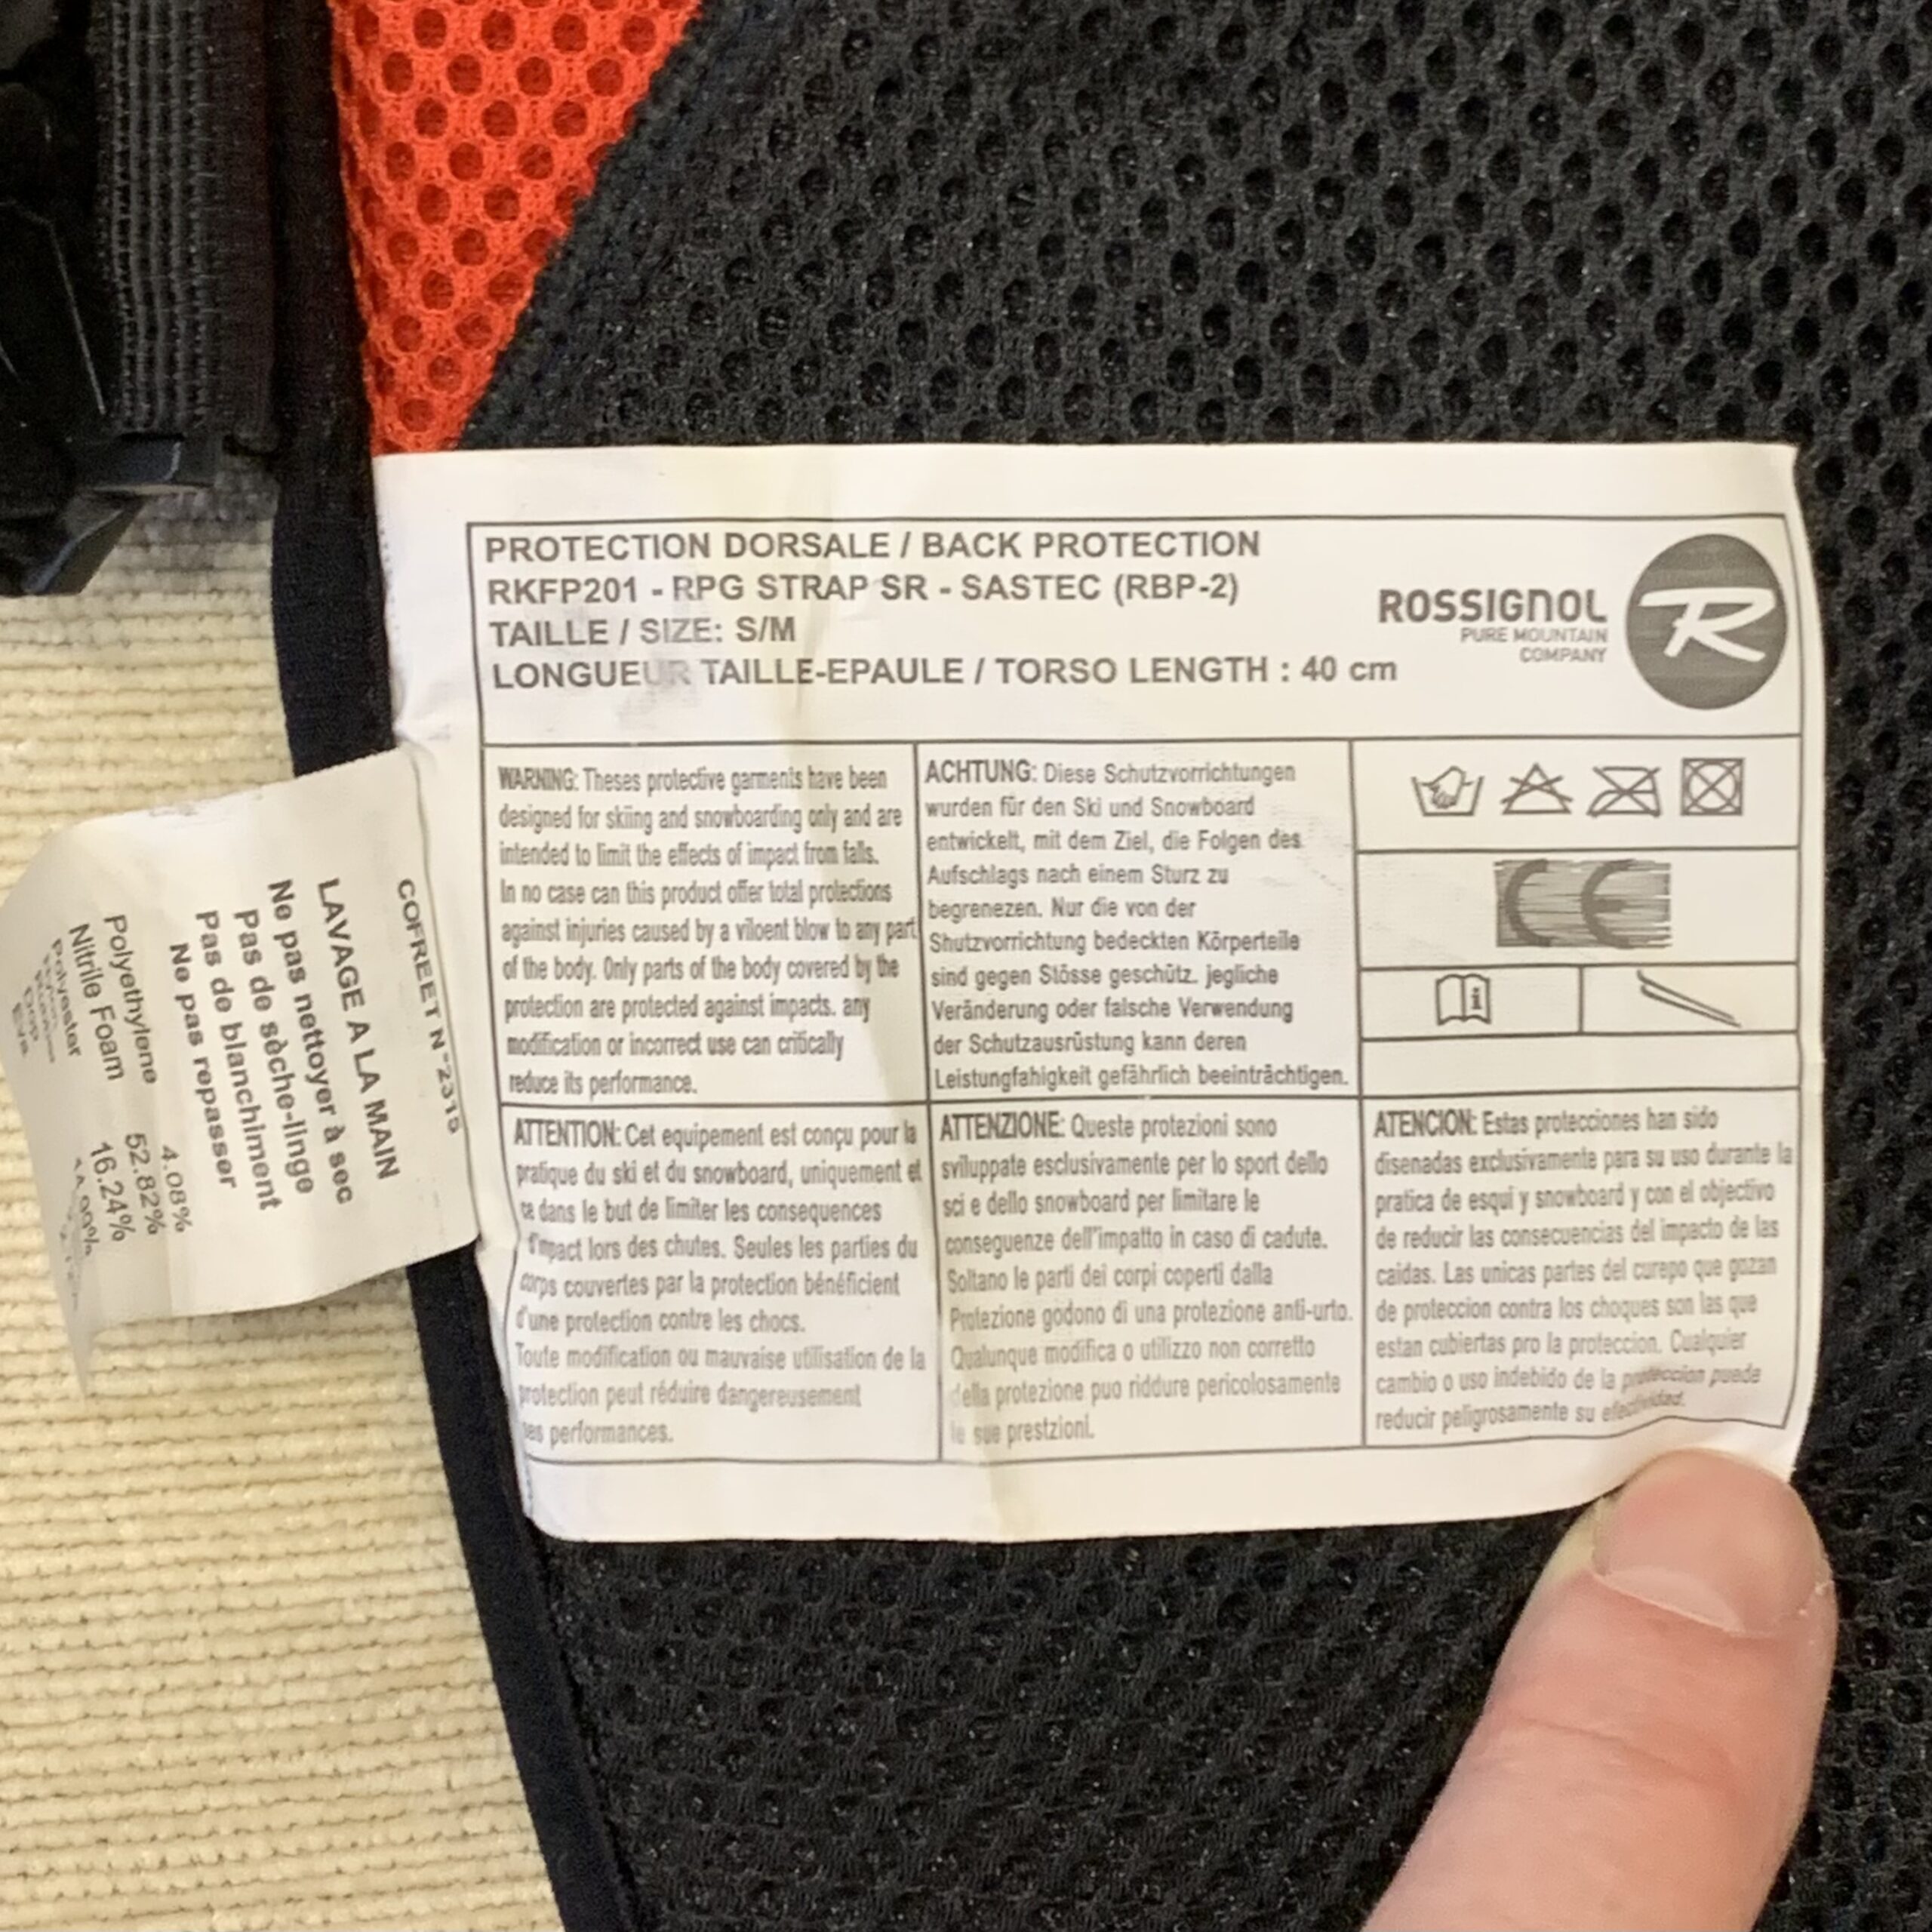 PROTECTION DORSALE / BACK PROTECTION
RKFP201 - RPG STRAP SR - SASTEC (RBP-2)
TAILLE / SIZE: S/M
LONGUEUR TAILLE-EPAULE / TORSO LENGTH : 40 cm
ROSSIGNOL
PURE MOUNTAIN
COMPANY
R
WARNING: Theses protective garments have been
designed for skiing and snowboarding only and are
intended to limit the effects of impact from falls.
In no case can this product offer total protections
against injuries caused by a viloent blow to any part
of the body. Only parts of the body covered by the
protection are protected against impacts. any
modification or incorrect use can critically
reduce its performance.
ACHTUNG: Diese Schutzvorrichtungen
wurden für den Ski und Snowboard
entwickelt, mit dem Ziel, die Folgen des
Aufschlags nach einem Sturz zu
begrenezen. Nur die von der
Shutzvorrichtung bedeckten Körperteile
sind gegen Stösse geschütz. jegliche
Veränderung oder falsche Verwendung
der Schutzausrüstung kann deren
Leistungfahigkeit gefährlich beeinträchtigen.
CE
ATTENTION: Cet equipement est conçu pour la
pratique du ski et du snowboard, uniquement et
ce dans le but de limiter les consequences
d'impact lors des chutes. Seules les parties du
corps couvertes par la protection bénéficient
d'une protection contre les chocs.
Toute modification ou mauvaise utilisation de la
protection peut réduire dangereusement
ses performances.
ATTENZIONE: Queste protezioni sono
sviluppate esclusivamente per lo sport dello
sci e dello snowboard per limitare le
conseguenze dell'impatto in caso di cadute.
Soltano le parti dei corpi coperti dalla
Protezione godono di una protezione anti-urto.
Qualunque modifica o utilizzo non corretto
della protezione puo riddure pericolosamente
le sue prestzioni.
ATENCION: Estas protecciones han sido
disenadas exclusivamente para su uso durante la
pratica de esqui y snowboard y con el objectivo
de reducir las consecuencias del impacto de las
caidas. Las unicas partes del curepo que gozan
de proteccion contra los choques son las que
estan cubiertas pro la proteccion. Cualquier
cambio o uso indebido de la proteccion puede
reducir peligrosamente su efectividad.
COFREET N°2315
LAVAGE A LA MAIN
Ne pas nettoyer à sec
Pas de sèche-linge
Pas de blanchiment
Ne pas repasser
Polyethylene 4.08%
Nitrile Foam 52.82%
Polyester 16.24%
Eva